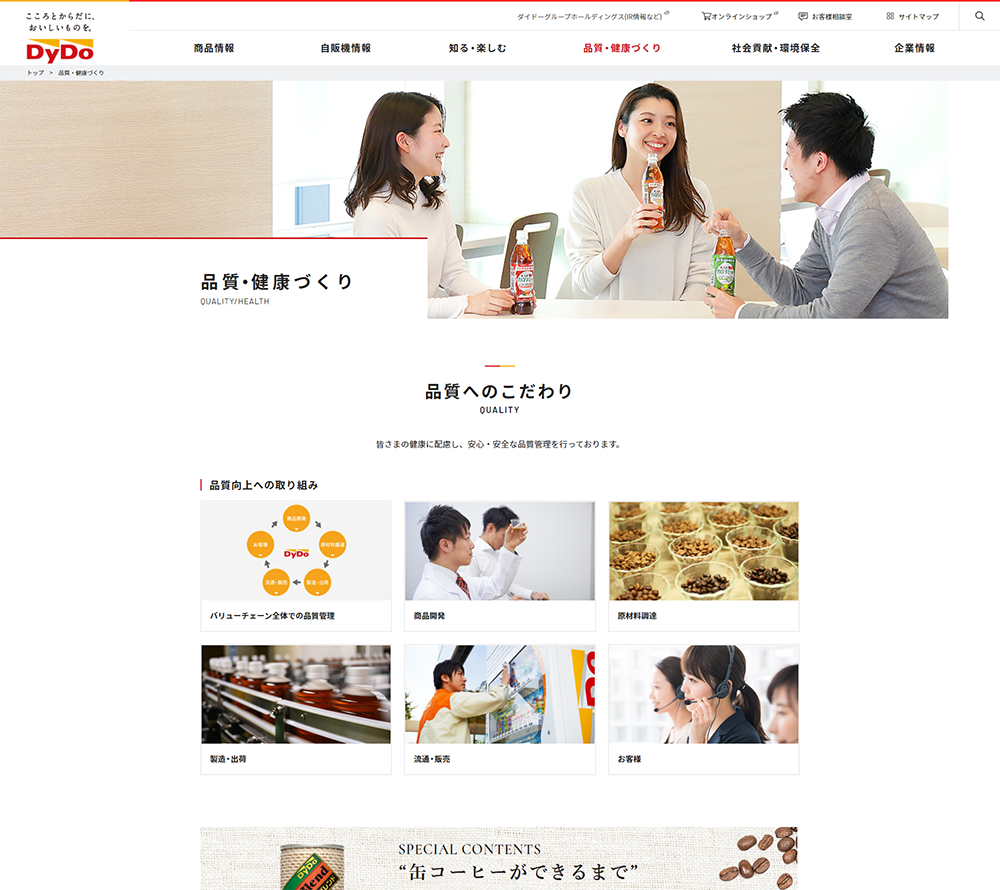 こころとからだに、
おいしいものを。
DyDo
ダイドーグループホールディングス(IR情報など)
オンラインショップ
お客様相談室
サイトマップ
商品情報
自販機情報
知る・楽しむ
品質・健康づくり
社会貢献・環境保全
企業情報
トップ > 品質・健康づくり
品質・健康づくり
QUALITY/HEALTH
品質へのこだわり
QUALITY
皆さまの健康に配慮し、安心・安全な品質管理を行っております。
品質向上への取り組み
商品開発
お客様
原材料調達
DyDo
流通・販売
製造・出荷
バリューチェーン全体での品質管理
商品開発
原材料調達
製造・出荷
流通・販売
お客様
SPECIAL CONTENTS
“缶コーヒーができるまで”
DyDo
Blend